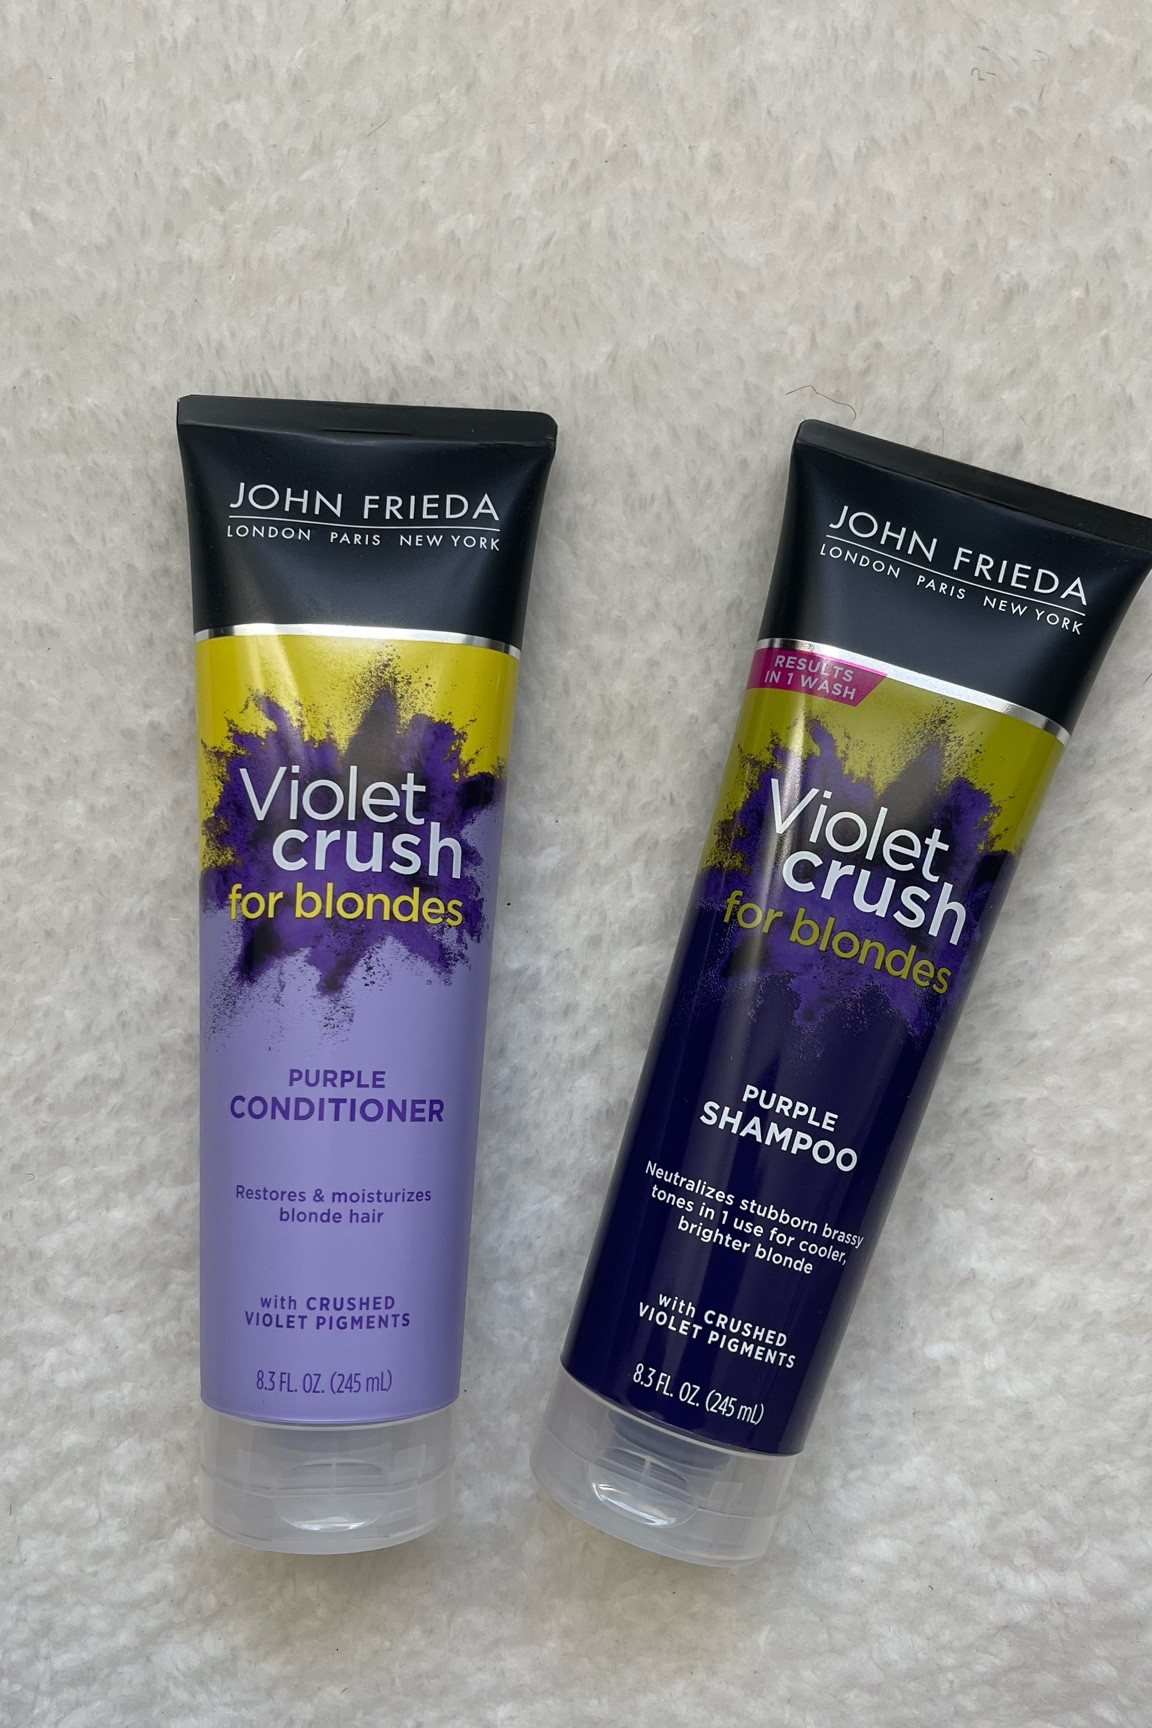 JOHN FRIEDA
LONDON PARIS NEW YORK
Violet
crush
for blondes
PURPLE
CONDITIONER
Restores & moisturizes
blonde hair
with CRUSHED
VIOLET PIGMENTS
8.3 FL. OZ. (245 mL)
JOHN FRIEDA
LONDON PARIS NEW YORK
RESULTS
IN 1 WASH
Violet
crush
for blondes
PURPLE
SHAMPOO
Neutralizes stubborn brassy
tones in 1 use for cooler,
brighter blonde
with CRUSHED
VIOLET PIGMENTS
8.3 FL. OZ. (245 mL)